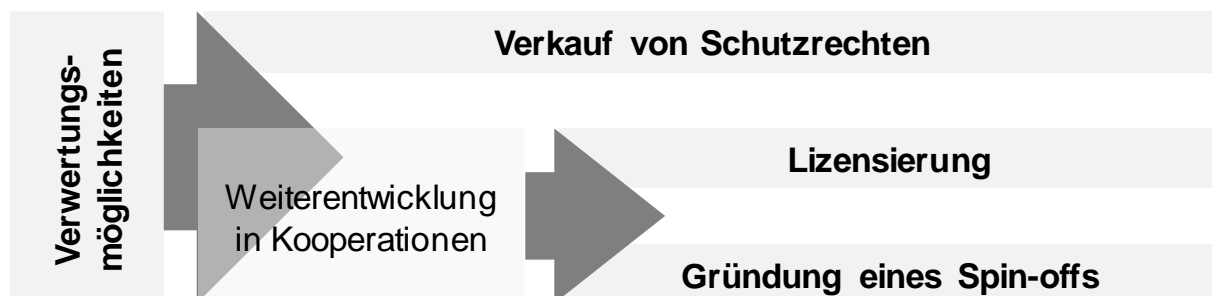 Verwertungs-
möglichkeiten
Verkauf von Schutzrechten
Weiterentwicklung
in Kooperationen
Lizensierung
Gründung eines Spin-offs